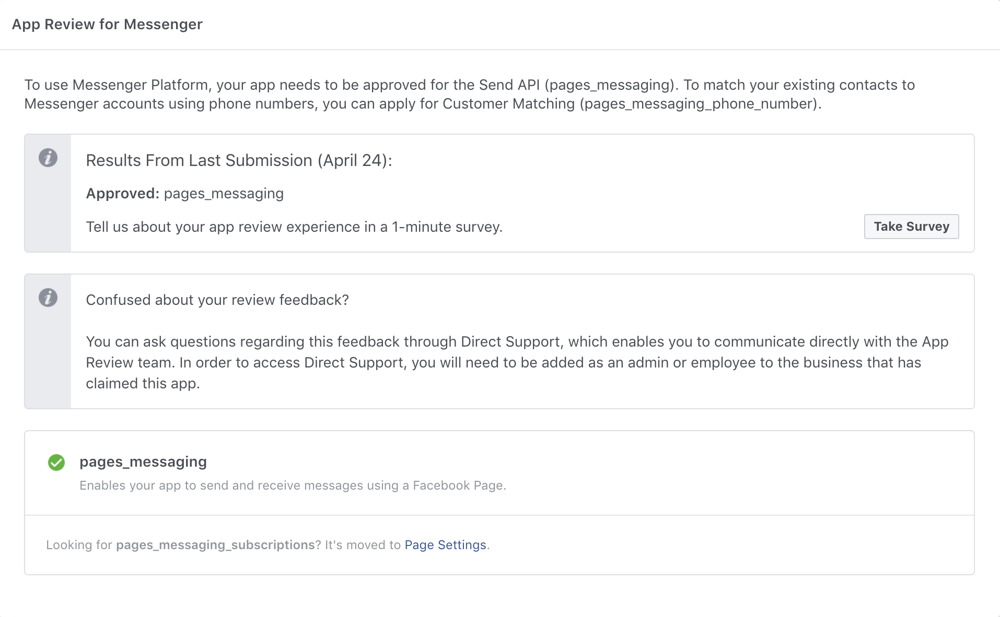 App Review for Messenger
To use Messenger Platform, your app needs to be approved for the Send API (pages_messaging). To match your existing contacts to
Messenger accounts using phone numbers, you can apply for Customer Matching (pages_messaging_phone_number).
Results From Last Submission (April 24):
Approved: pages_messaging
Tell us about your app review experience in a 1-minute survey.
Take Survey
Confused about your review feedback?
You can ask questions regarding this feedback through Direct Support, which enables you to communicate directly with the App
Review team. In order to access Direct Support, you will need to be added as an admin or employee to the business that has
claimed this app.
pages_messaging
Enables your app to send and receive messages using a Facebook Page.
Looking for pages_messaging_subscriptions? It's moved to Page Settings.